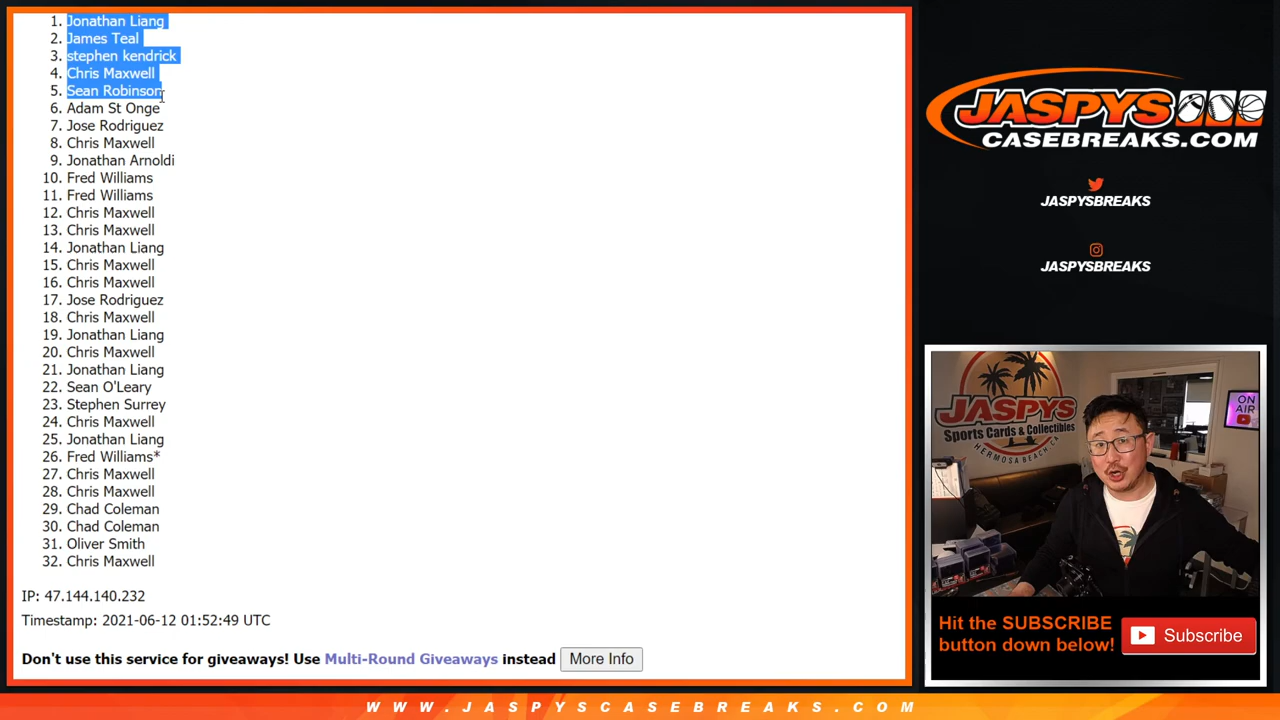 1. Jonathan Liang
2. James Teal
3. stephen kendrick
4. Chris Maxwell
5. Sean Robinson
6. Adam St Onge
7. Jose Rodriguez
8. Chris Maxwell
9. Jonathan Arnoldi
10. Fred Williams
11. Fred Williams
12. Chris Maxwell
13. Chris Maxwell
14. Jonathan Liang
15. Chris Maxwell
16. Chris Maxwell
17. Jose Rodriguez
18. Chris Maxwell
19. Jonathan Liang
20. Chris Maxwell
21. Jonathan Liang
22. Sean O'Leary
23. Stephen Surrey
24. Chris Maxwell
25. Jonathan Liang
26. Fred Williams*
27. Chris Maxwell
28. Chris Maxwell
29. Chad Coleman
30. Chad Coleman
31. Oliver Smith
32. Chris Maxwell
IP: 47.144.140.232
Timestamp: 2021-06-12 01:52:49 UTC
Don't use this service for giveaways! Use Multi-Round Giveaways instead More Info
JASPYS
CASEBREAKS.COM
JASPYSBREAKS
JASPYSBREAKS
JASPYS
Sports Cards & Collectibles
HERMOSA BEACH, CA
ON
AIR
Hit the SUBSCRIBE
button down below!
Subscribe
WWW.JASPYSCASEBREAKS.COM